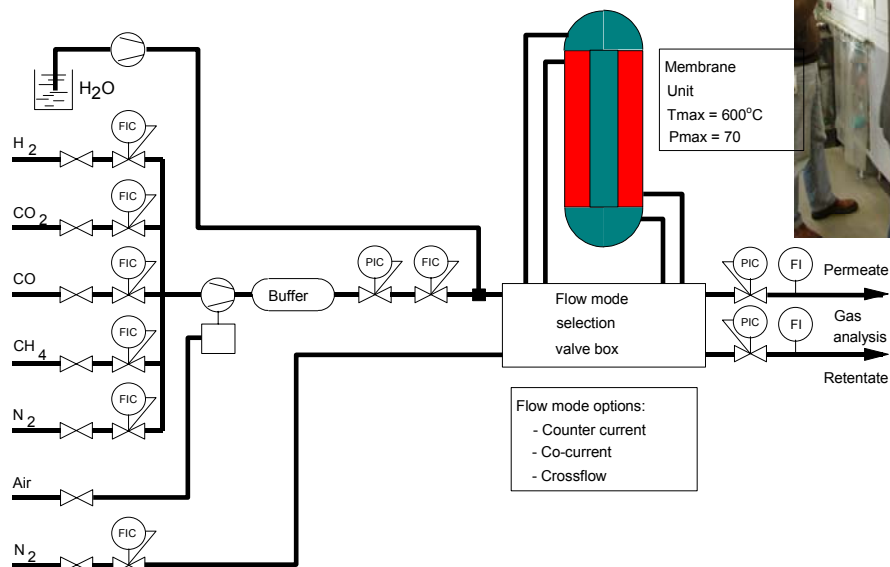 H2O
H2
FIC
CO2
FIC
CO
FIC
CH4
FIC
N2
FIC
Air
N2
FIC
Buffer
PIC
FIC
Membrane
Unit
Tmax = 600°C
Pmax = 70
Flow mode
selection
valve box
PIC
FI
Permeate
Gas
analysis
PIC
FI
Retentate
Flow mode options:
- Counter current
- Co-current
- Crossflow